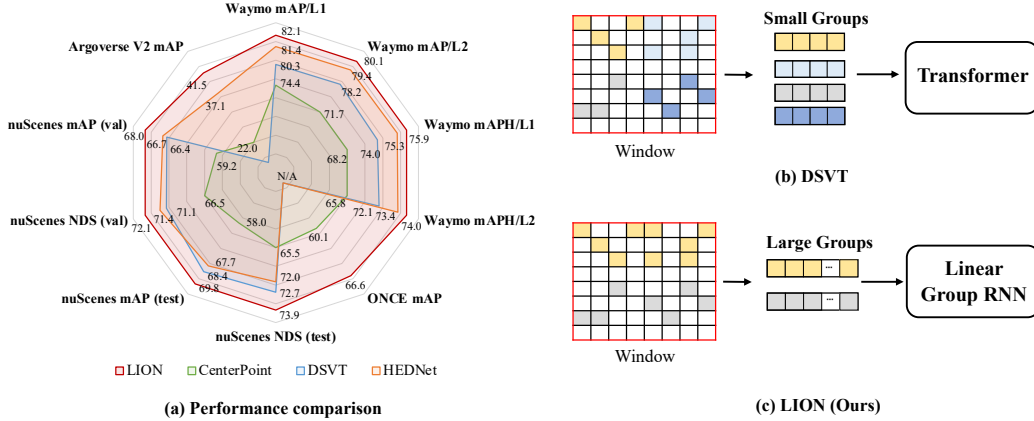 Waymo mAP/L1
82.1
81.4
80.3
74.4
Argoverse V2 mAP
41.5
37.1
22.0
Waymo mAP/L2
80.1
79.4
78.2
71.7
nuScenes mAP (val)
68.0
66.7
66.4
59.2
Waymo mAPH/L1
75.9
75.3
74.0
68.2
N/A
nuScenes NDS (val)
72.1
71.4
71.1
66.5
Waymo mAPH/L2
74.0
73.4
72.1
65.8
nuScenes mAP (test)
69.8
68.4
67.7
58.0
ONCE mAP
66.6
60.1
65.5
72.0
72.7
73.9
nuScenes NDS (test)
LION
CenterPoint
DSVT
HEDNet
(a) Performance comparison
Small Groups
Transformer
Window
(b) DSVT
Large Groups
...
...
Linear
Group RNN
Window
(c) LION (Ours)